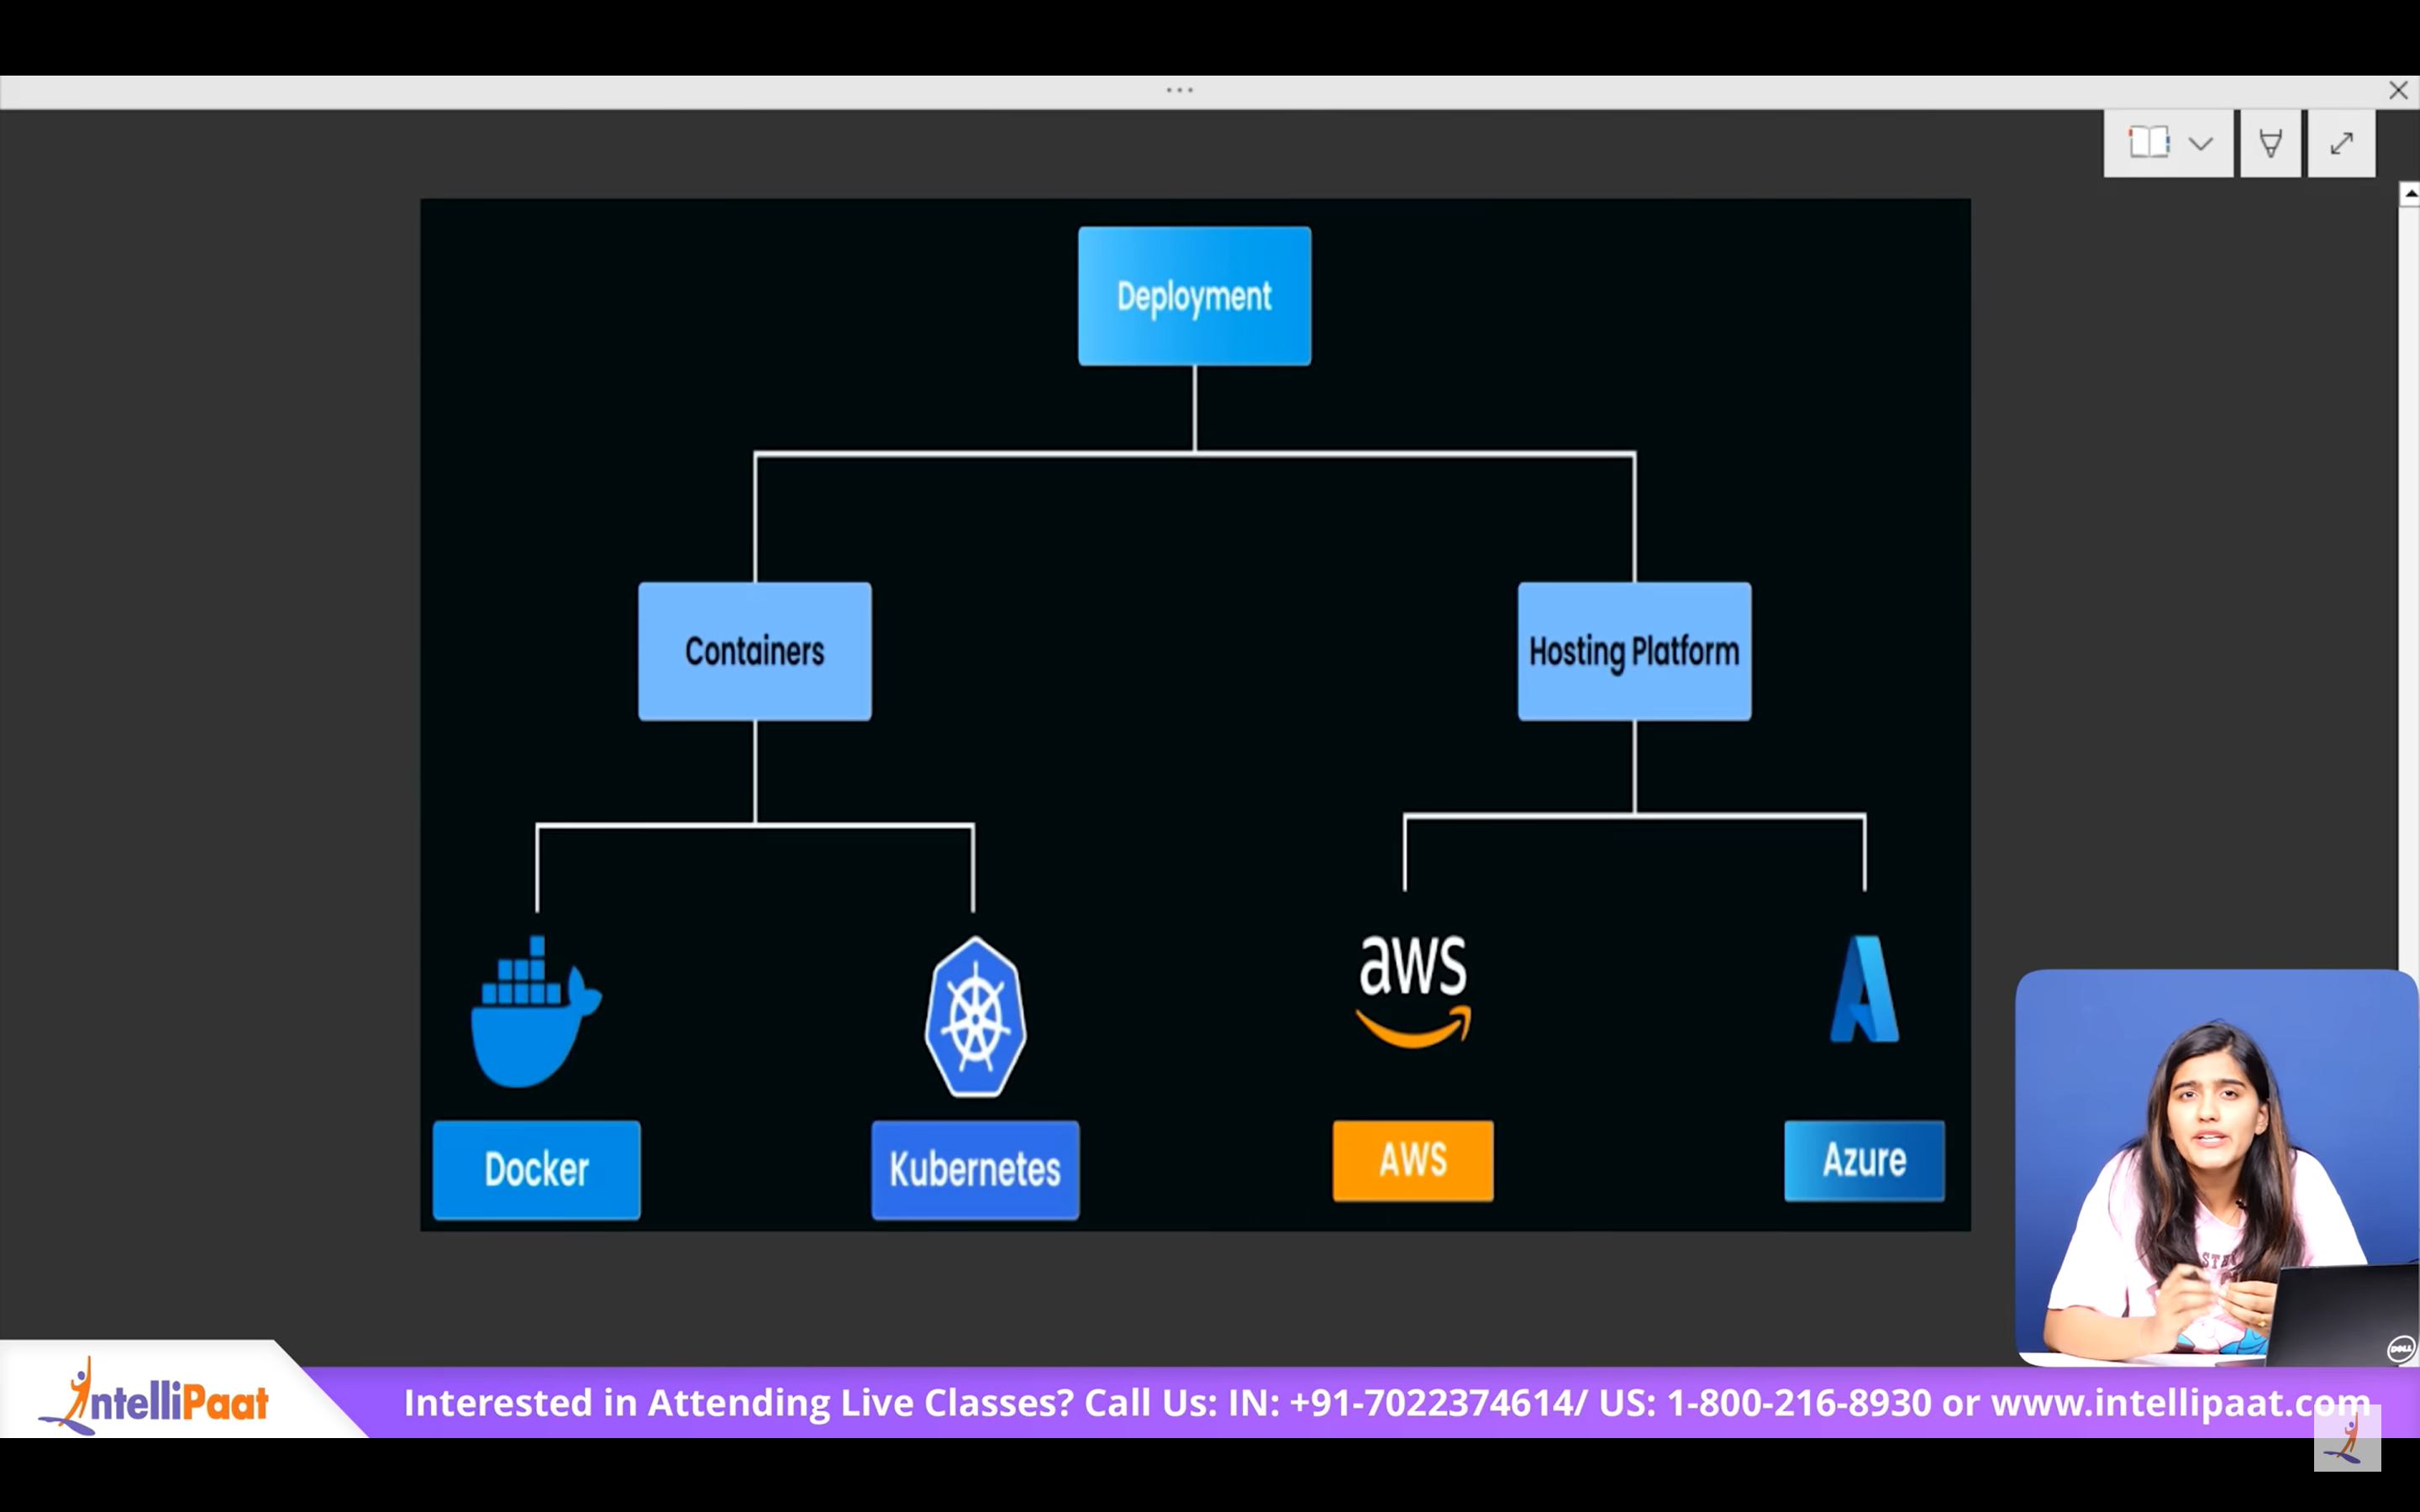 Deployment
Containers
Hosting Platform
aws
Docker
Kubernetes
AWS
Azure
DELL
IntelliPaat
Interested in Attending Live Classes? Call Us: IN: +91-7022374614/ US: 1-800-216-8930 or www.intellipaat.com